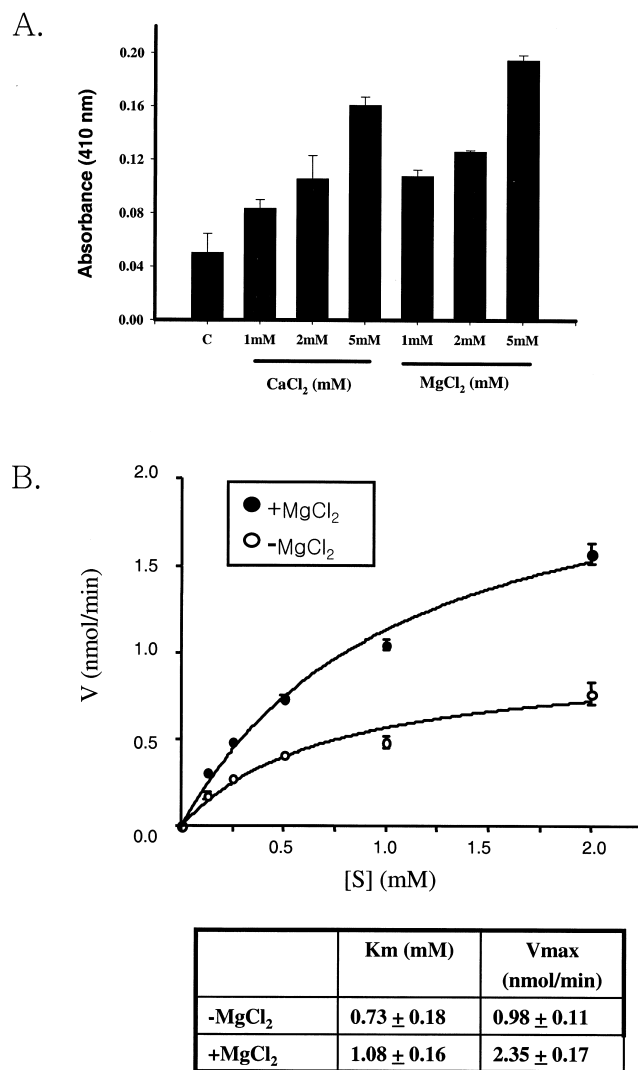 A.
Absorbance (410 nm)
0.20
0.16
0.12
0.08
0.04
0.00
C 1mM 2mM 5mM 1mM 2mM 5mM
CaCl₂ (mM) MgCl₂ (mM)
B.
V (nmol/min)
2.0
1.5
1.0
0.5
0.0
+MgCl₂
-MgCl₂
0.5 1.0 1.5 2.0
[S] (mM)
Km (mM) Vmax
(nmol/min)
-MgCl₂ 0.73 ± 0.18 0.98 ± 0.11
+MgCl₂ 1.08 ± 0.16 2.35 ± 0.17